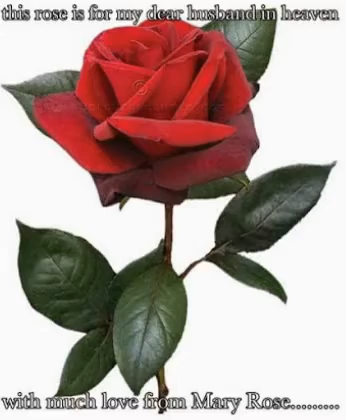 this rose is for my dear husband in heaven
with much love from Mary Rose.........